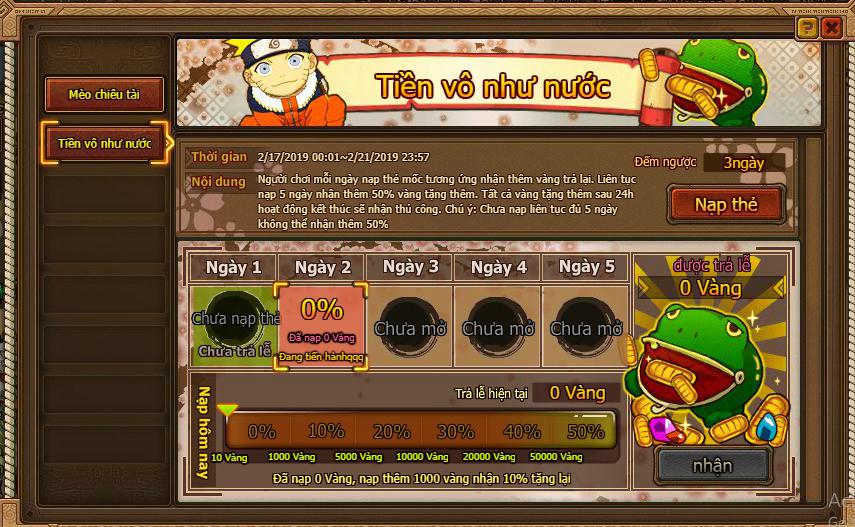 ?
Tiền vô như nước
Mèo chiêu tài
Tiền vô như nước
Thời gian 2/17/2019 00:01~2/21/2019 23:57
Đếm ngược 3ngày
Nội dung Người chơi mỗi ngày nạp thẻ mốc tương ứng nhận thêm vàng trả lại. Liên tục
nạp 5 ngày nhận thêm 50% vàng tặng thêm. Tất cả vàng tặng thêm sau 24h
hoạt động kết thúc sẽ nhận thủ công. Chú ý: Chưa nạp liên tục đủ 5 ngày
không thể nhận thêm 50%
Nạp thẻ
Ngày 1 Ngày 2 Ngày 3 Ngày 4 Ngày 5
được trả lễ
0 Vàng
Chưa nạp thẻ
Chưa trả lễ
0%
Đã nạp 0 Vàng
Đang tiến hànhqqq
Chưa mở Chưa mở Chưa mở
Nạp hôm nay
Trả lễ hiện tại 0 Vàng
0% 10% 20% 30% 40% 50%
10 Vàng 1000 Vàng 5000 Vàng 10000 Vàng 20000 Vàng 50000 Vàng
Đã nạp 0 Vàng, nạp thêm 1000 vàng nhận 10% tặng lại
nhận